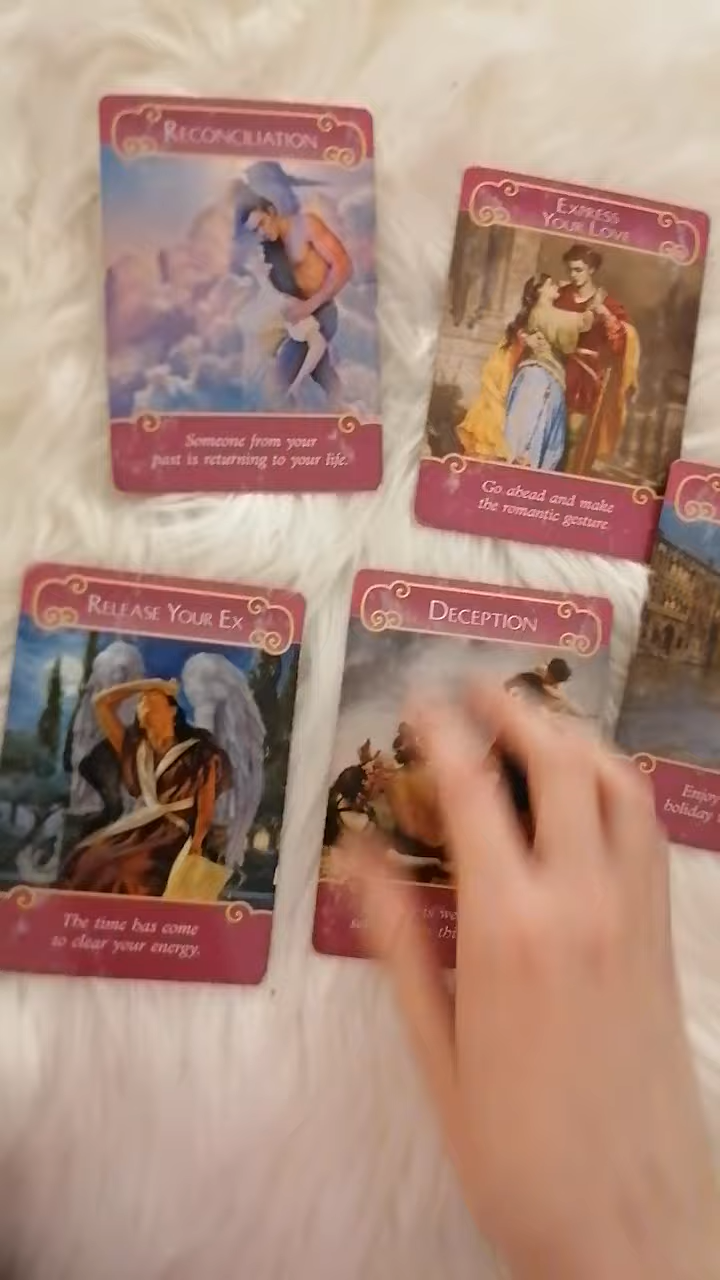 RECONCILIATION
Someone from your
past is returning to your life.
EXPRESS
YOUR LOVE
Go ahead and make
the romantic gesture.
RELEASE YOUR EX
The time has come
to clear your energy.
DECEPTION
is
Enjoy
holiday